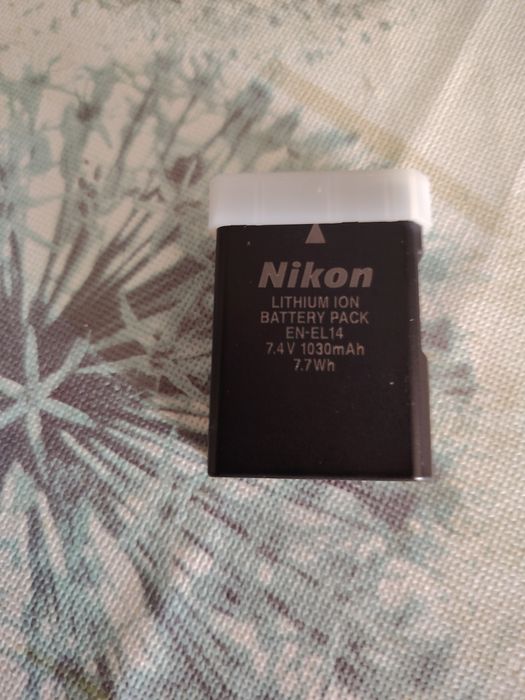 Nikon
LITHIUM ION
BATTERY PACK
EN-EL14
7.4V 1030mAh
7.7Wh